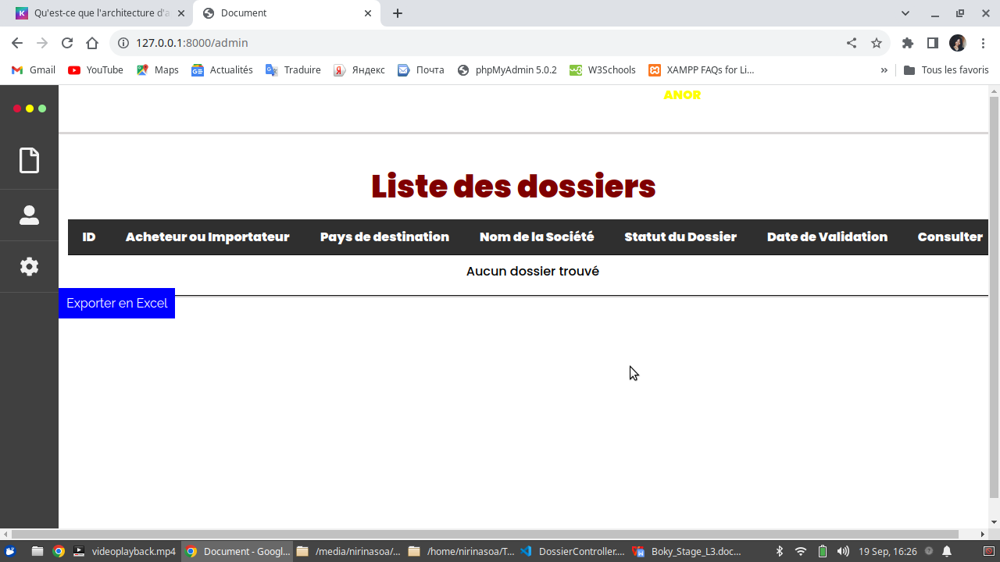 Qu'est-ce que l'architecture d'a
Document
127.0.0.1:8000/admin
Gmail YouTube Maps Actualités Traduire Яндекс Почта phpMyAdmin 5.0.2 W3Schools XAMPP FAQs for Li... » Tous les favoris
ANOR
Liste des dossiers
ID Acheteur ou Importateur Pays de destination Nom de la Société Statut du Dossier Date de Validation Consulter
Aucun dossier trouvé
Exporter en Excel
videoplayback.mp4 Document - Googl... /media/nirinasoa/... /home/nirinasoa/T... DossierController.... Boky_Stage_L3.doc... 19 Sep, 16:26